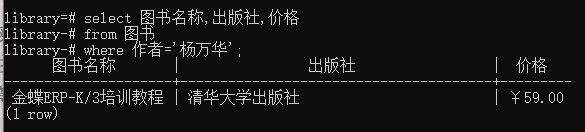 library=# select 图书名称,出版社,价格
library-# from 图书
library-# where 作者='杨万华';
图书名称 | 出版社 | 价格
-----------------------+----------------------------------------+---------
金蝶ERP-K/3培训教程 | 清华大学出版社 | ￥59.00
(1 row)